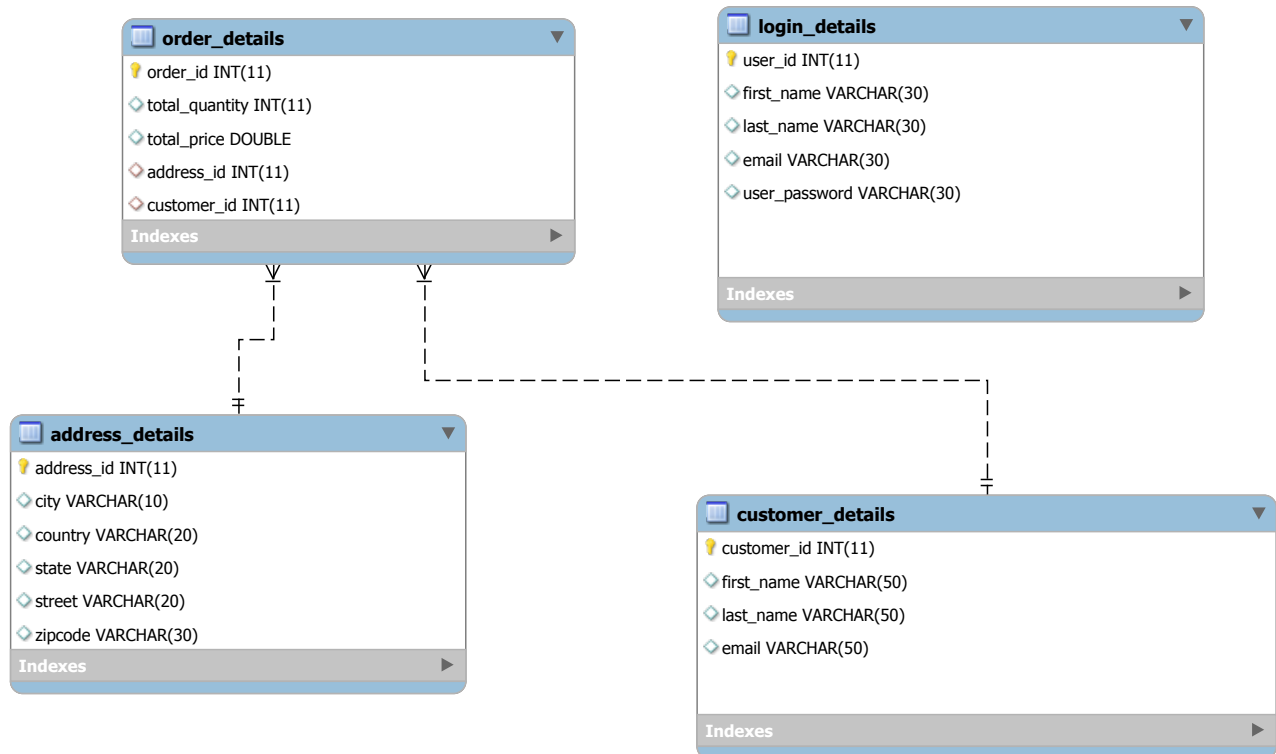 order_details
order_id INT(11)
total_quantity INT(11)
total_price DOUBLE
address_id INT(11)
customer_id INT(11)
Indexes
login_details
user_id INT(11)
first_name VARCHAR(30)
last_name VARCHAR(30)
email VARCHAR(30)
user_password VARCHAR(30)
Indexes
address_details
address_id INT(11)
city VARCHAR(10)
country VARCHAR(20)
state VARCHAR(20)
street VARCHAR(20)
zipcode VARCHAR(30)
Indexes
customer_details
customer_id INT(11)
first_name VARCHAR(50)
last_name VARCHAR(50)
email VARCHAR(50)
Indexes